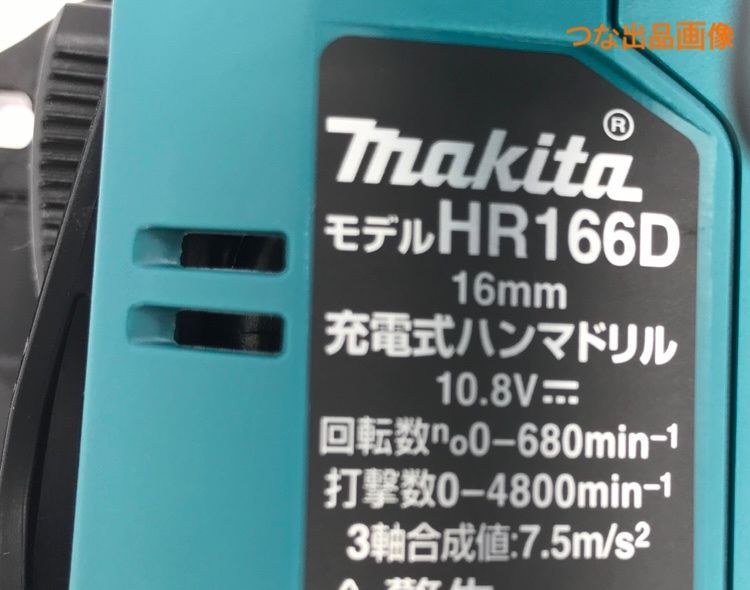 つな出品画像
makita®
モデルHR166D
16mm
充電式ハンマドリル
10.8V⎓
回転数n₀0-680min⁻¹
打撃数0-4800min⁻¹
3軸合成値:7.5m/s²